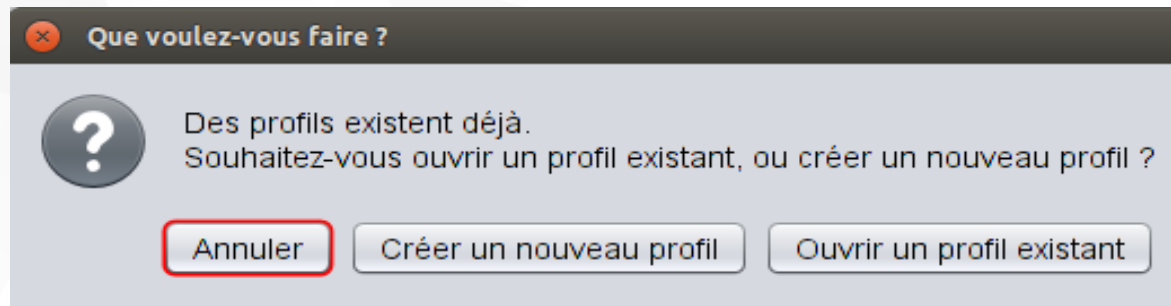 Que voulez-vous faire ?
Des profils existent déjà.
Souhaitez-vous ouvrir un profil existant, ou créer un nouveau profil ?
Annuler
Créer un nouveau profil
Ouvrir un profil existant